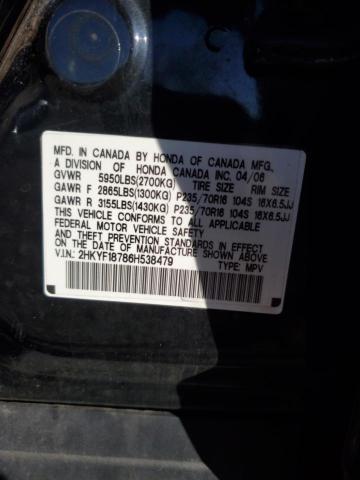 MFD. IN CANADA BY HONDA OF CANADA MFG.,
A DIVISION OF HONDA CANADA INC. 04/06
GVWR 5950LBS(2700KG) TIRE SIZE RIM SIZE
GAWR F 2865LBS(1300KG) P235/70R16 104S 16X6.5JJ
GAWR R 3155LBS(1430KG) P235/70R16 104S 16X6.5JJ
THIS VEHICLE CONFORMS TO ALL APPLICABLE
FEDERAL MOTOR VEHICLE SAFETY
STANDARDS IN EFFECT ON THE DATE OF
MANUFACTURE SHOWN ABOVE.
V.I.N.: 2HKYF18786H538479 TYPE: MPV